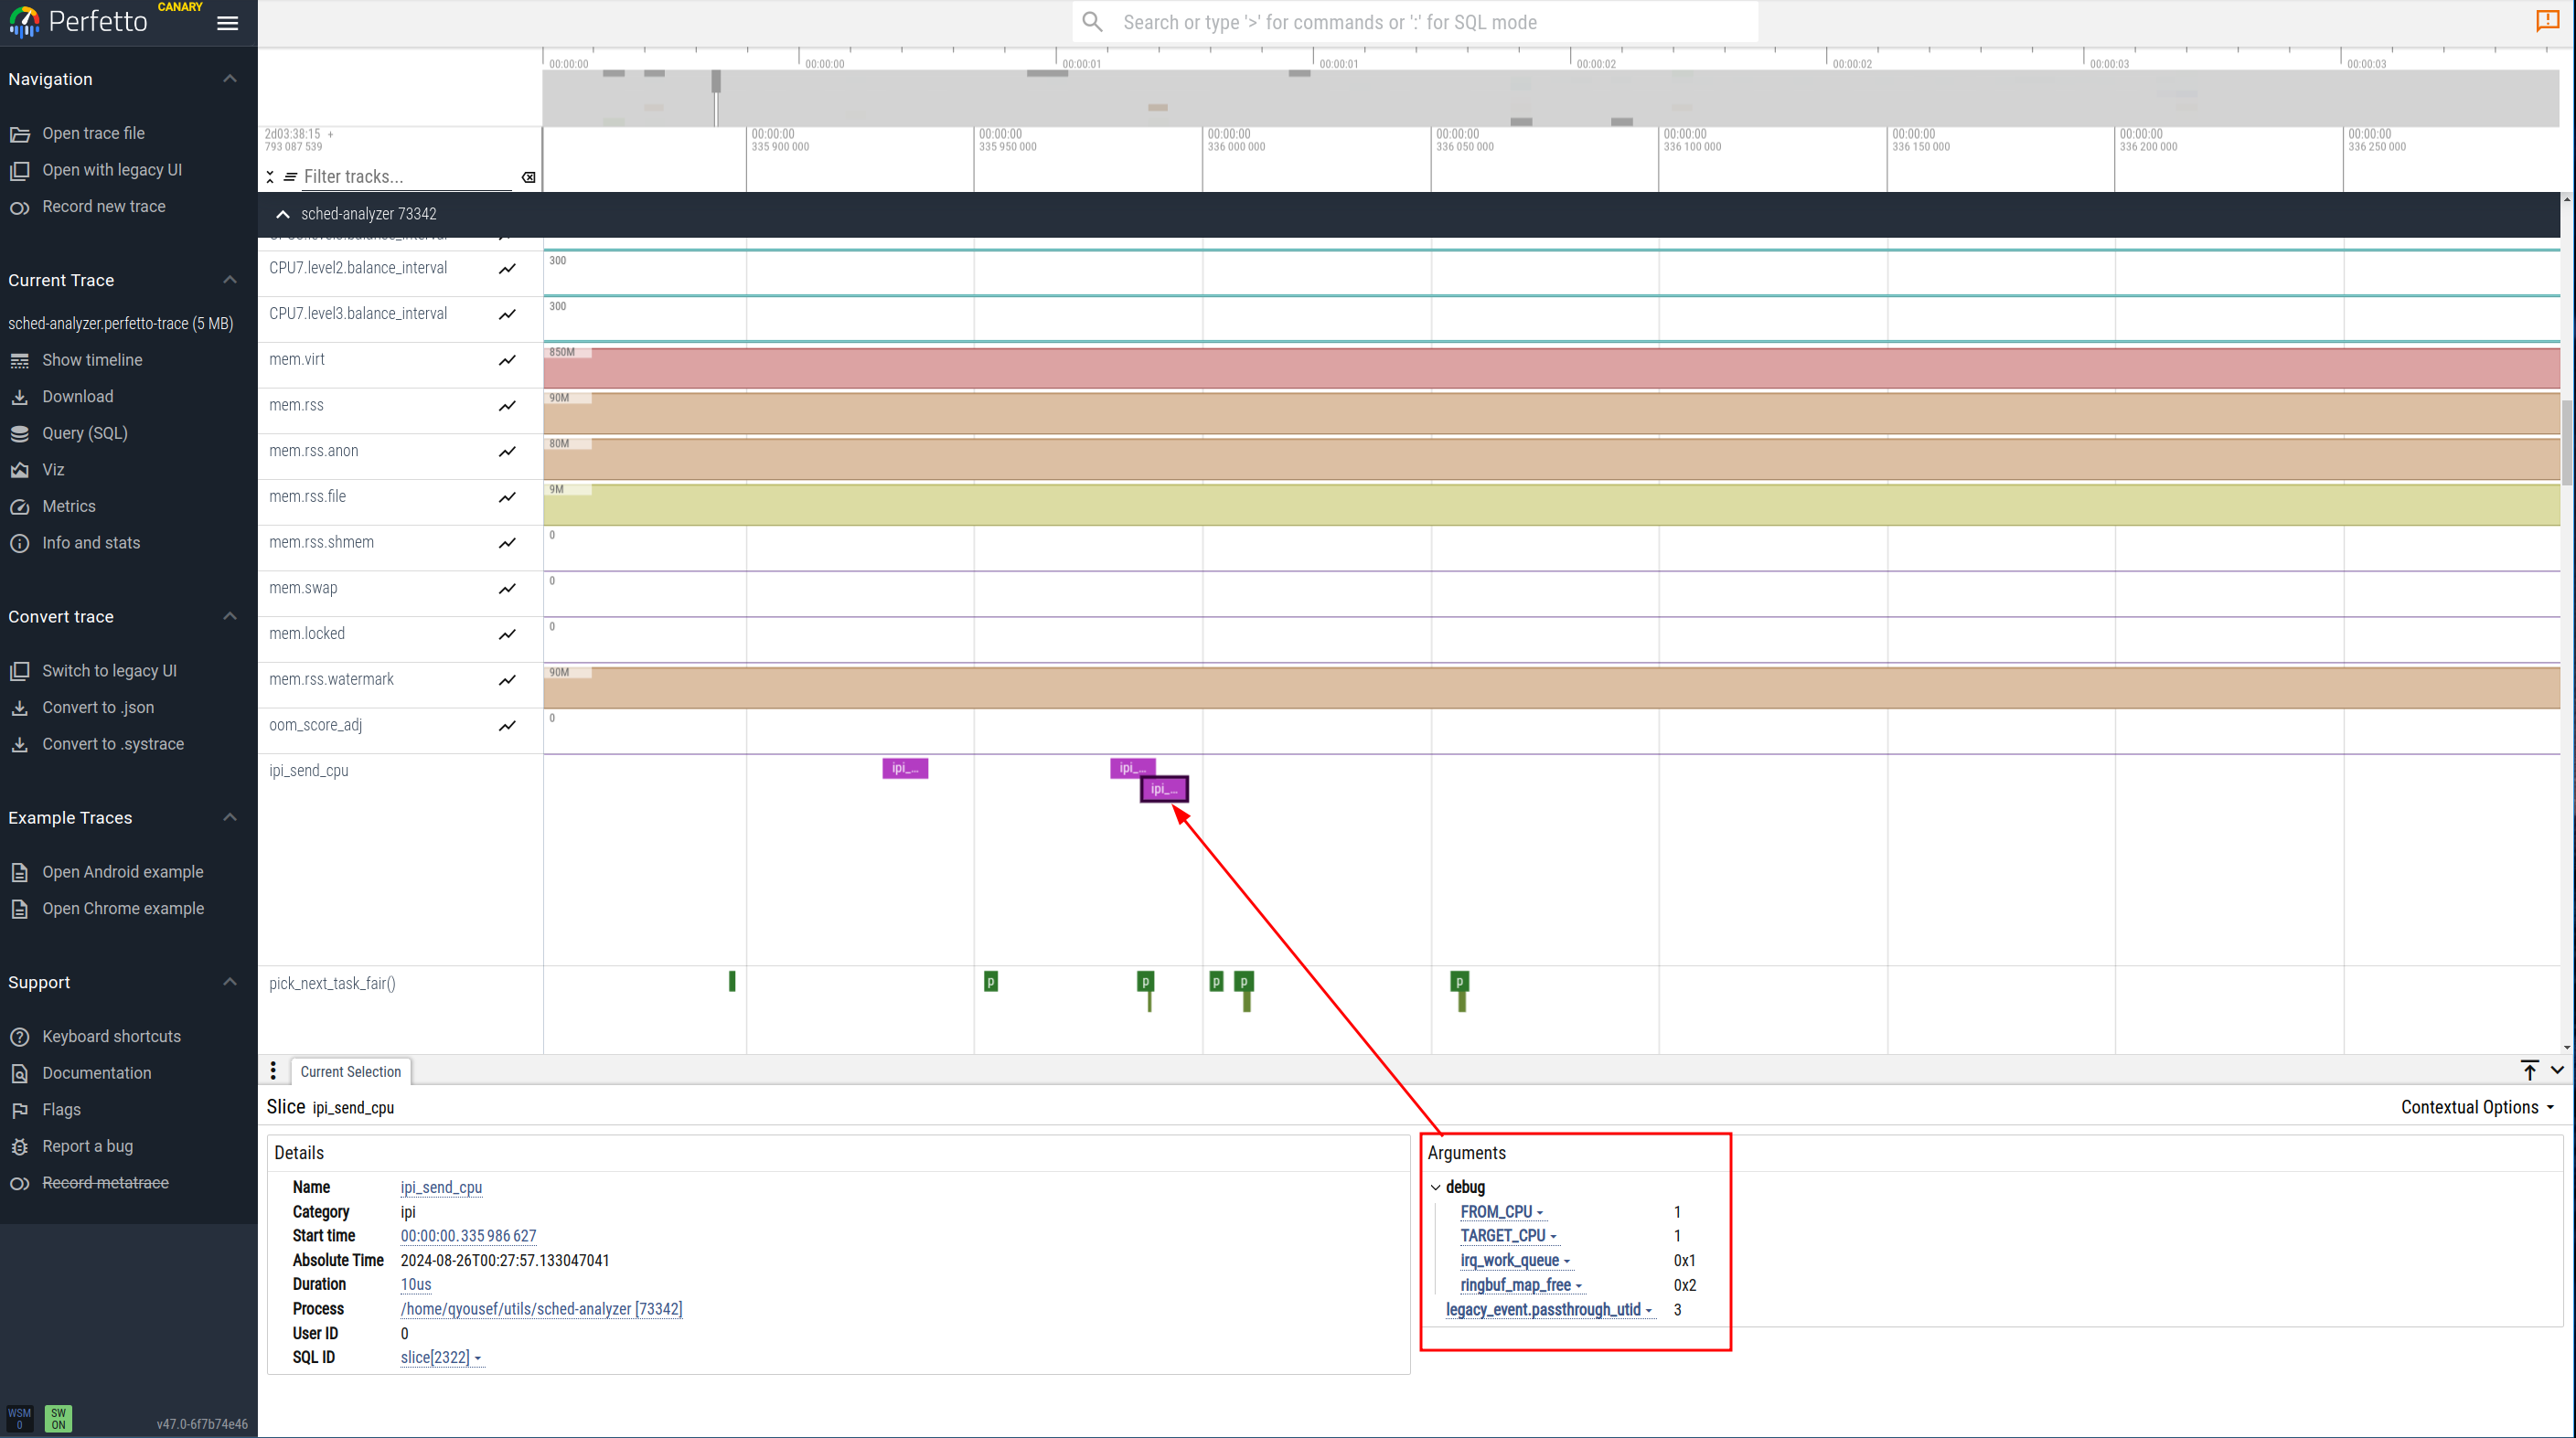 Perfetto
CANARY
Search or type '>' for commands or ':' for SQL mode
Navigation
Open trace file
Open with legacy UI
Record new trace
Current Trace
sched-analyzer.perfetto-trace (5 MB)
Show timeline
Download
Query (SQL)
Viz
Metrics
Info and stats
Convert trace
Switch to legacy UI
Convert to .json
Convert to .systrace
Example Traces
Open Android example
Open Chrome example
Support
Keyboard shortcuts
Documentation
Flags
Report a bug
Record metatrace
WSM
0
SW
ON
v47.0-6f7b74e46
00:00:00 00:00:00 00:00:01 00:00:01 00:00:02 00:00:02 00:00:03 00:00:03
2d03:38:15 +
793 087 539
00:00:00 00:00:00 00:00:00 00:00:00 00:00:00 00:00:00 00:00:00 00:00:00
335 900 000 335 950 000 336 000 000 336 050 000 336 100 000 336 150 000 336 200 000 336 250 000
Filter tracks...
sched-analyzer 73342
CPU7.level2.balance_interval 300
CPU7.level3.balance_interval 300
mem.virt 850M
mem.rss 90M
mem.rss.anon 80M
mem.rss.file 9M
mem.rss.shmem 0
mem.swap 0
mem.locked 0
mem.rss.watermark 90M
oom_score_adj 0
ipi_send_cpu ipi_... ipi_...
ipi_...
pick_next_task_fair() p p p p p
Current Selection
Slice ipi_send_cpu
Contextual Options
Details
Name ipi_send_cpu
Category ipi
Start time 00:00:00.335 986 627
Absolute Time 2024-08-26T00:27:57.133047041
Duration 10us
Process /home/qyousef/utils/sched-analyzer [73342]
User ID 0
SQL ID slice[2322]
Arguments
debug
FROM_CPU 1
TARGET_CPU 1
irq_work_queue 0x1
ringbuf_map_free 0x2
legacy_event.passthrough_utid 3